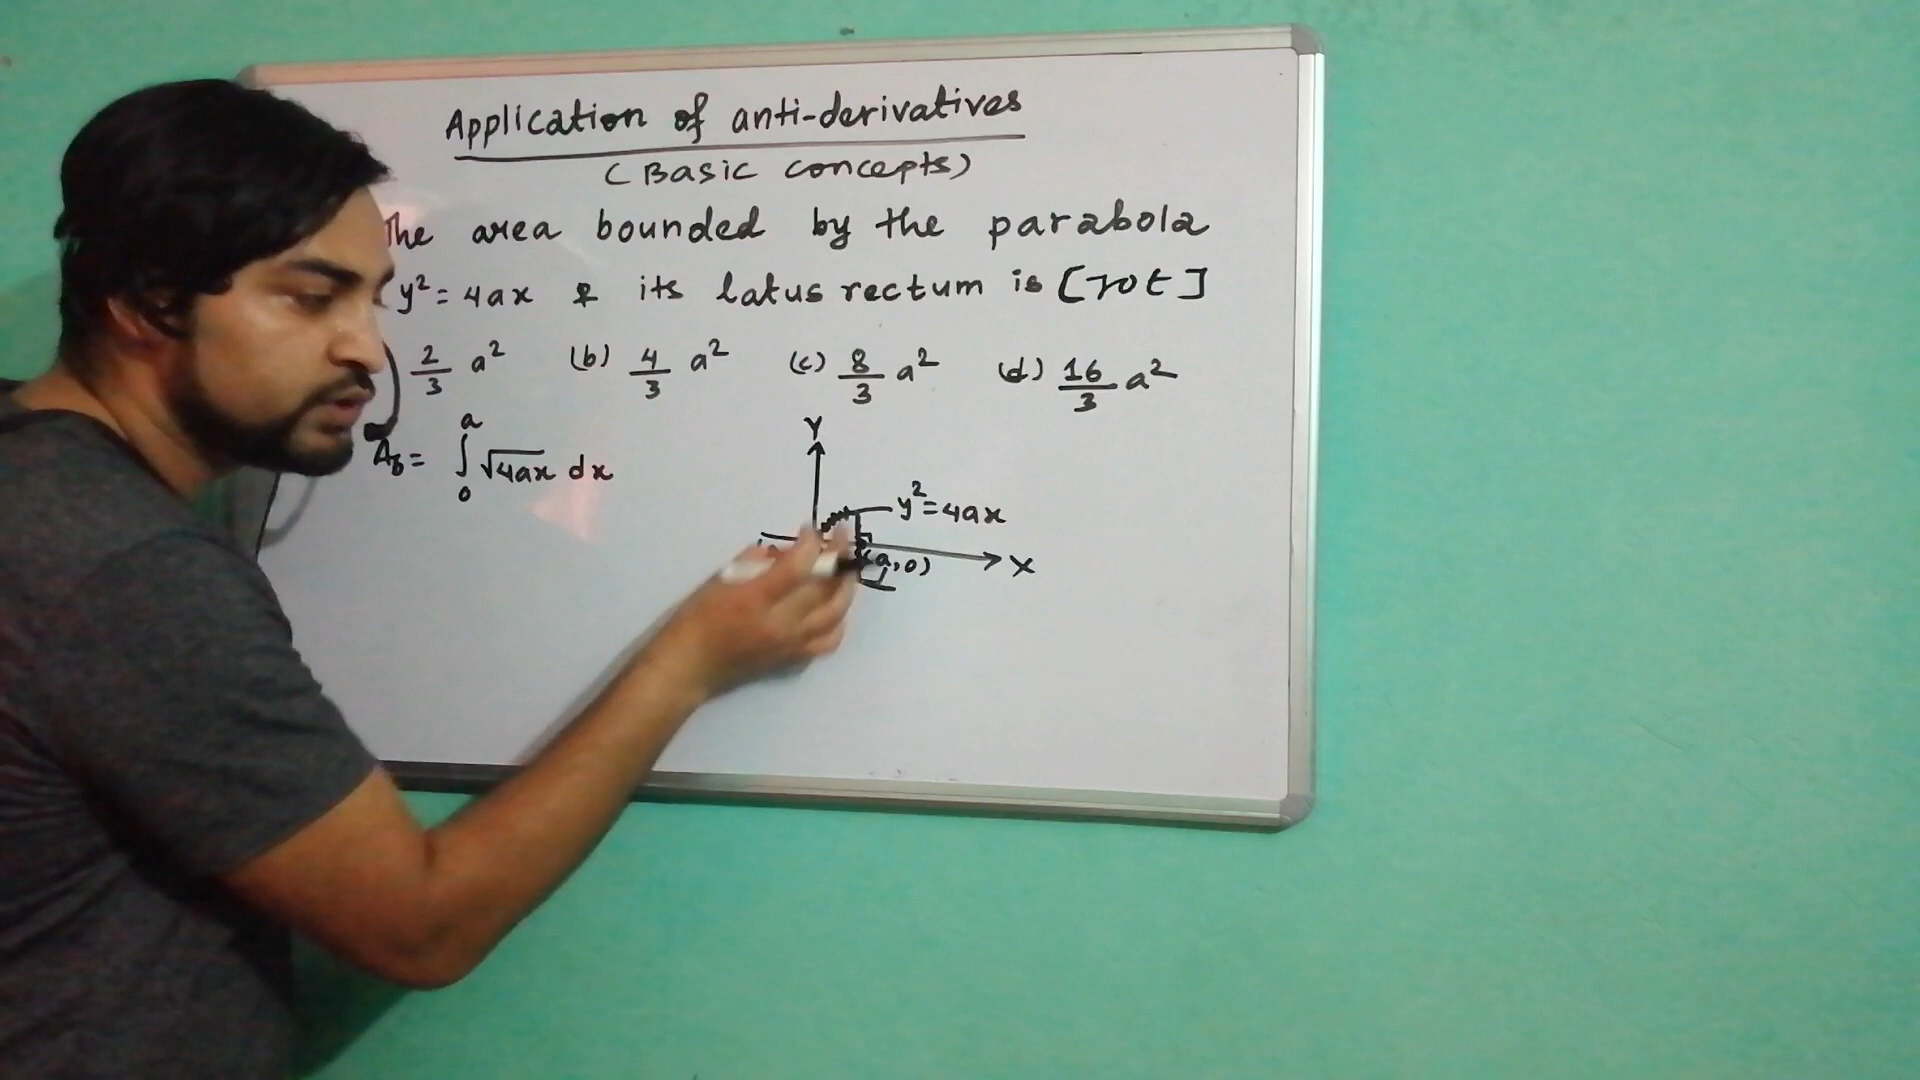 Application of anti-derivatives
(Basic concepts)
The area bounded by the parabola
y² = 4ax & its latus rectum is [IOE]
2/3 a² (b) 4/3 a² (c) 8/3 a² (d) 16/3 a²
= ∫₀ᵃ √4ax dx
Y
y² = 4ax
(a,0)
X